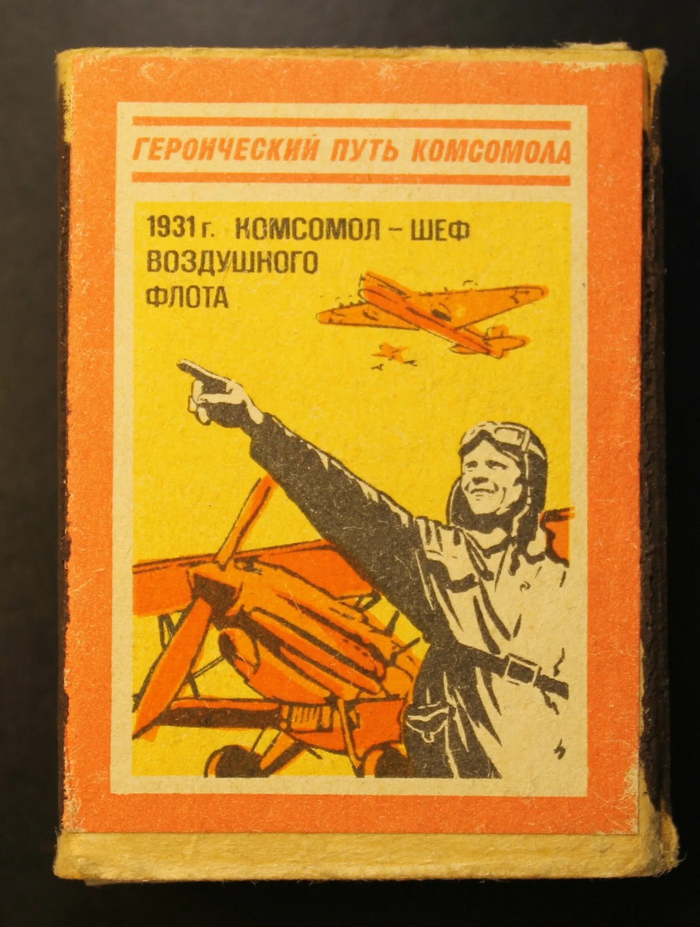 ГЕРОИЧЕСКИЙ ПУТЬ КОМСОМОЛА
1931 г. КОМСОМОЛ – ШЕФ
ВОЗДУШНОГО
ФЛОТА